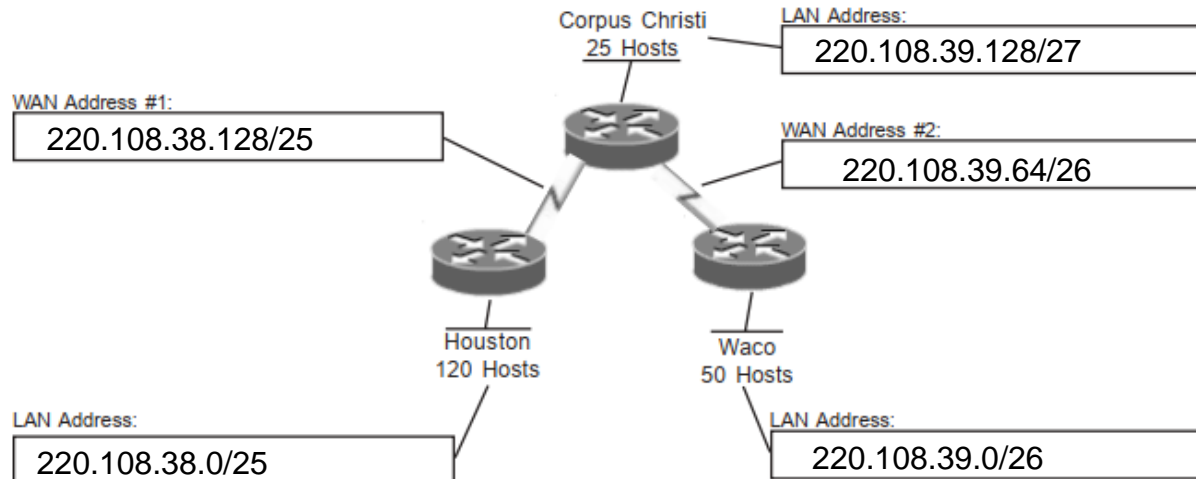 Corpus Christi
25 Hosts
LAN Address:
220.108.39.128/27
WAN Address #1:
220.108.38.128/25
WAN Address #2:
220.108.39.64/26
Houston
120 Hosts
Waco
50 Hosts
LAN Address:
220.108.38.0/25
LAN Address:
220.108.39.0/26